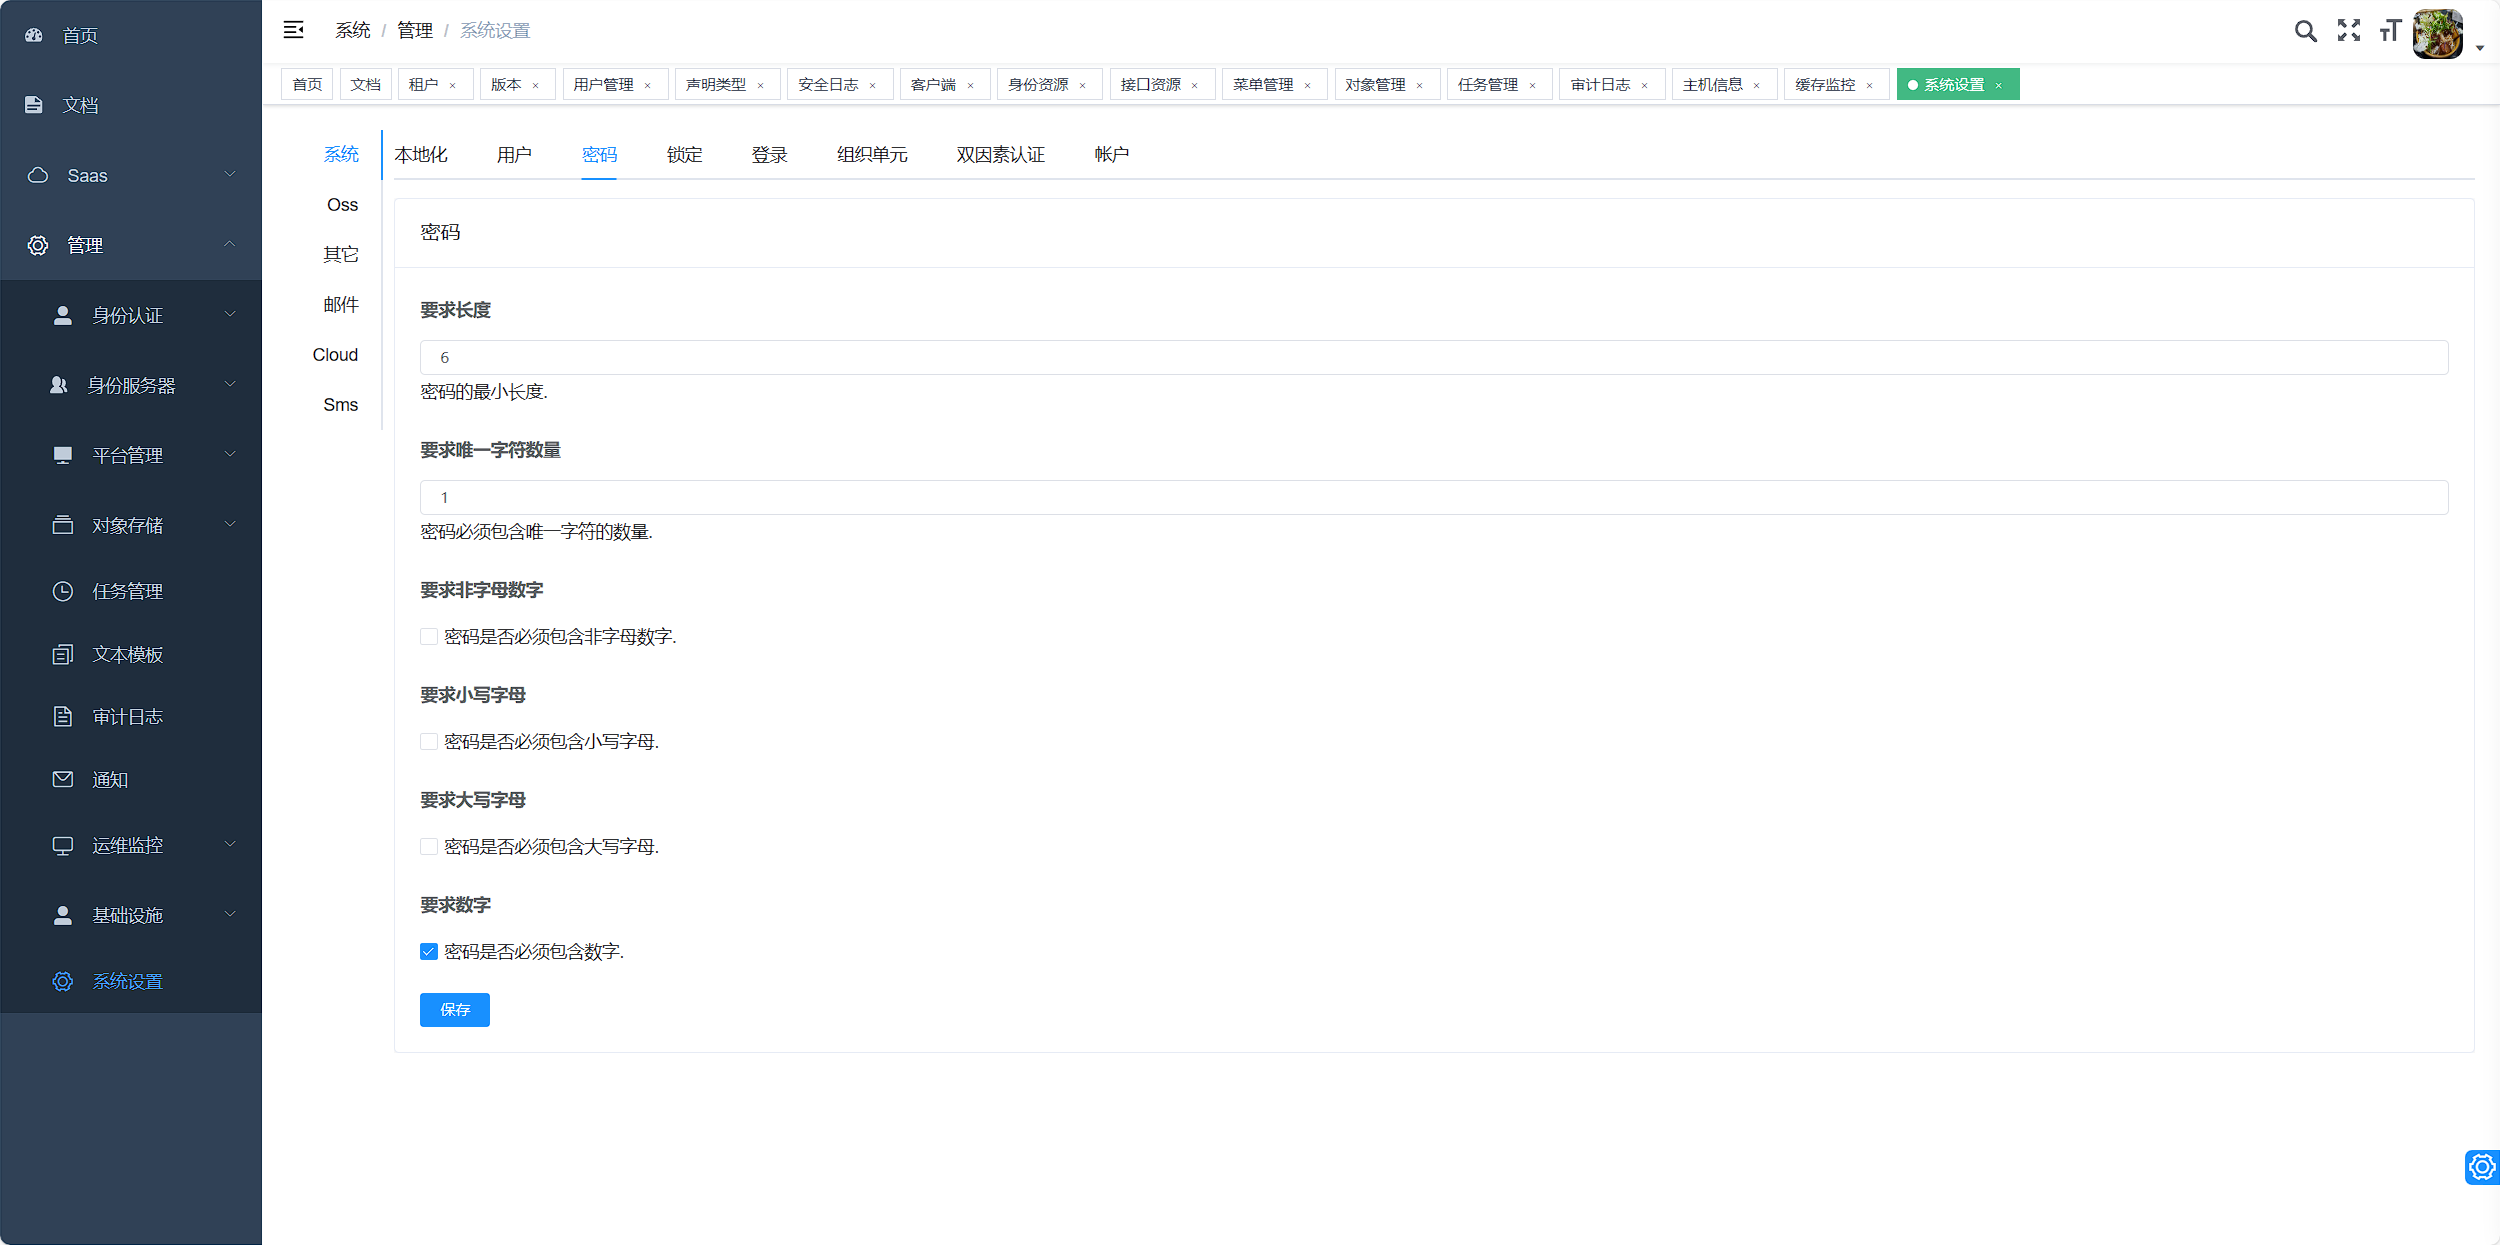 首页
文档
Saas
管理
身份认证
身份服务器
平台管理
对象存储
任务管理
文本模板
审计日志
通知
运维监控
基础设施
系统设置
系统 / 管理 / 系统设置
首页 文档 租户 × 版本 × 用户管理 × 声明类型 × 安全日志 × 客户端 × 身份资源 × 接口资源 × 菜单管理 × 对象管理 × 任务管理 × 审计日志 × 主机信息 × 缓存监控 × 系统设置 ×
系统
Oss
其它
邮件
Cloud
Sms
本地化 用户 密码 锁定 登录 组织单元 双因素认证 帐户
密码
要求长度
6
密码的最小长度.
要求唯一字符数量
1
密码必须包含唯一字符的数量.
要求非字母数字
密码是否必须包含非字母数字.
要求小写字母
密码是否必须包含小写字母.
要求大写字母
密码是否必须包含大写字母.
要求数字
密码是否必须包含数字.
保存